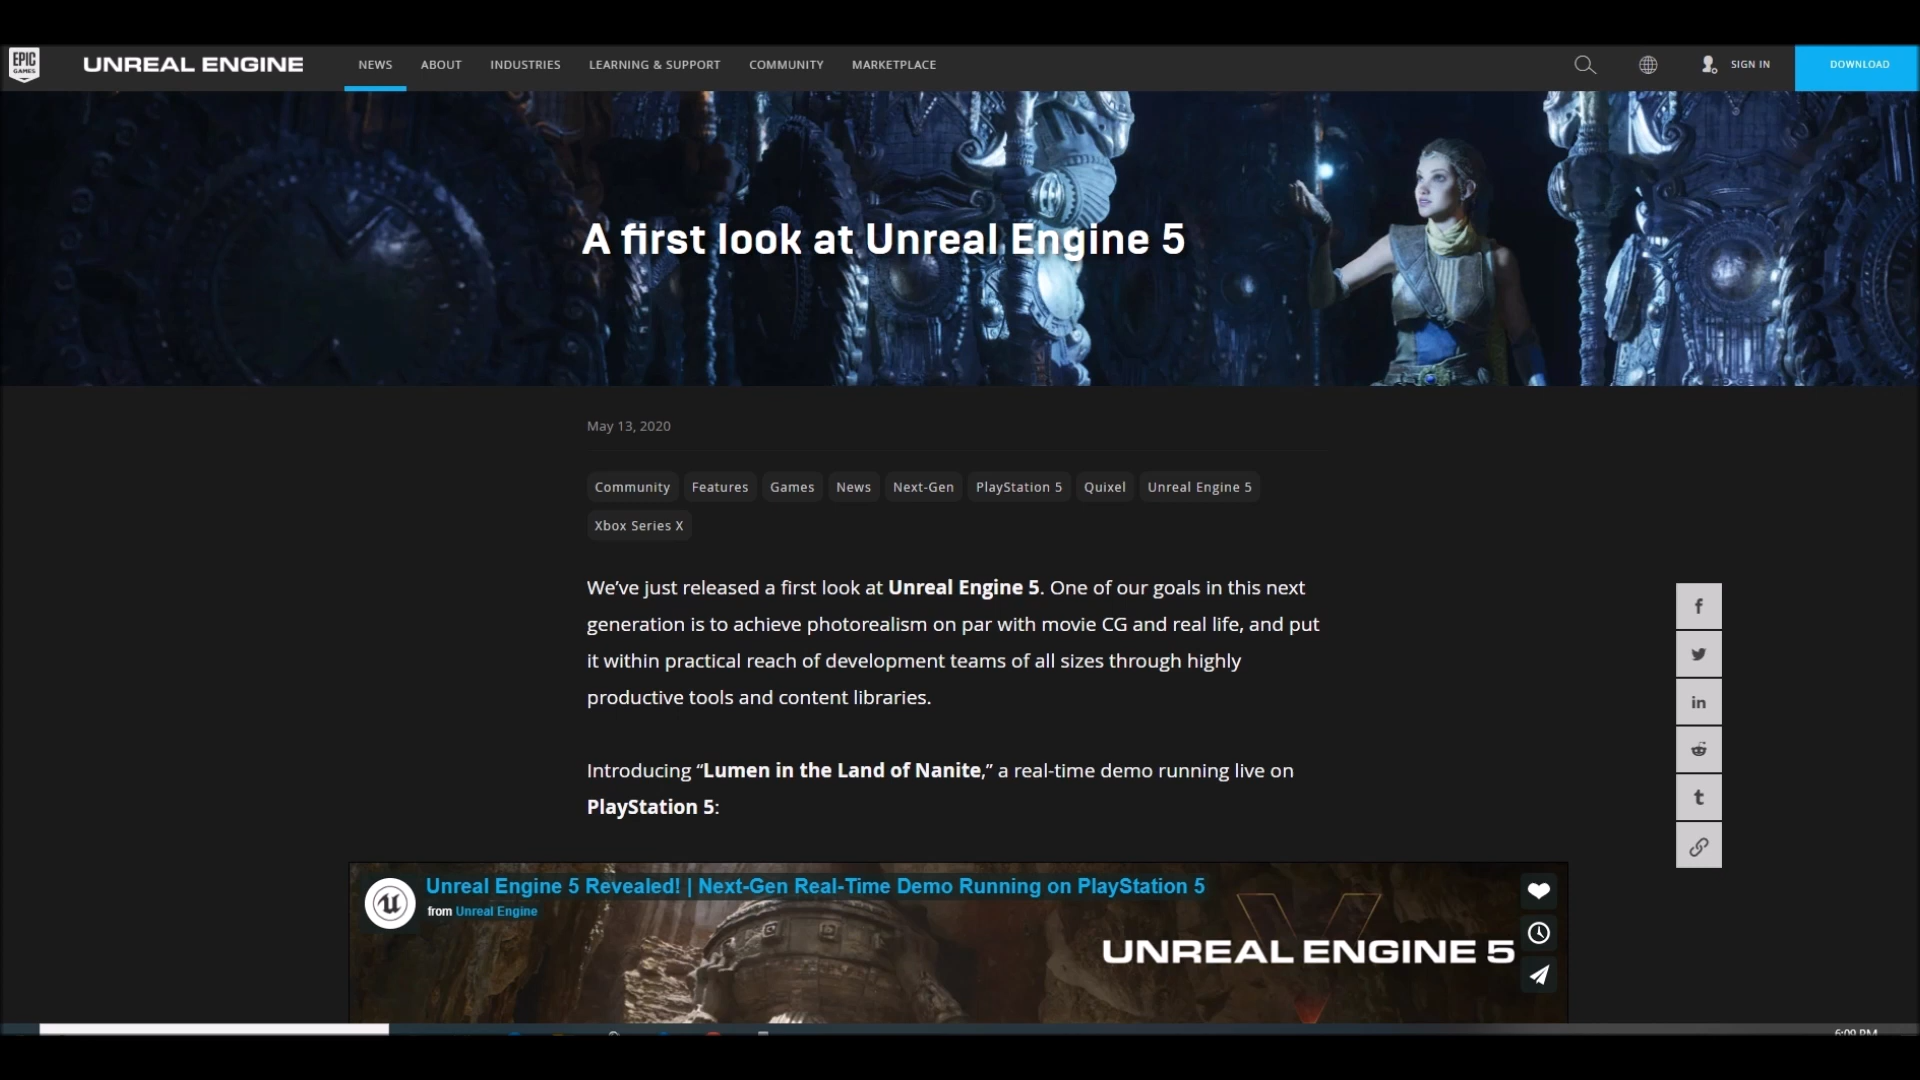 EPIC GAMES
UNREAL ENGINE
NEWS
ABOUT
INDUSTRIES
LEARNING & SUPPORT
COMMUNITY
MARKETPLACE
SIGN IN
DOWNLOAD
A first look at Unreal Engine 5
May 13, 2020
Community
Features
Games
News
Next-Gen
PlayStation 5
Quixel
Unreal Engine 5
Xbox Series X
We’ve just released a first look at Unreal Engine 5. One of our goals in this next
generation is to achieve photorealism on par with movie CG and real life, and put
it within practical reach of development teams of all sizes through highly
productive tools and content libraries.
Introducing “Lumen in the Land of Nanite,” a real-time demo running live on
PlayStation 5:
Unreal Engine 5 Revealed! | Next-Gen Real-Time Demo Running on PlayStation 5
from Unreal Engine
UNREAL ENGINE 5
6:09 PM